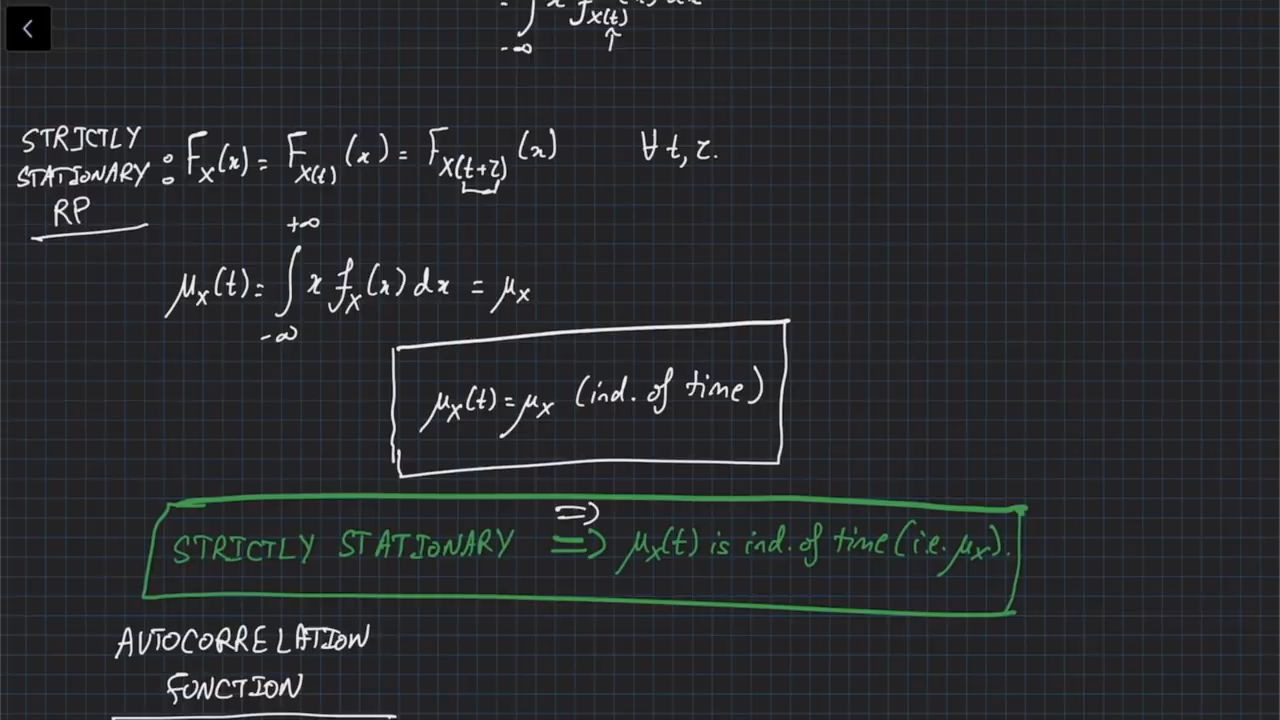 -∞ X(t) ↑
STRICTLY STATIONARY RP : F_X(x) = F_X(t)(x) = F_X(t+τ)(x) ∀ t, τ.
μ_X(t) = ∫_{-∞}^{+∞} x f_X(x) dx = μ_X
μ_X(t) = μ_X (ind. of time)
⇒
STRICTLY STATIONARY ⇒ μ_X(t) is ind. of time (i.e. μ_X).
AUTOCORRELATION
FUNCTION